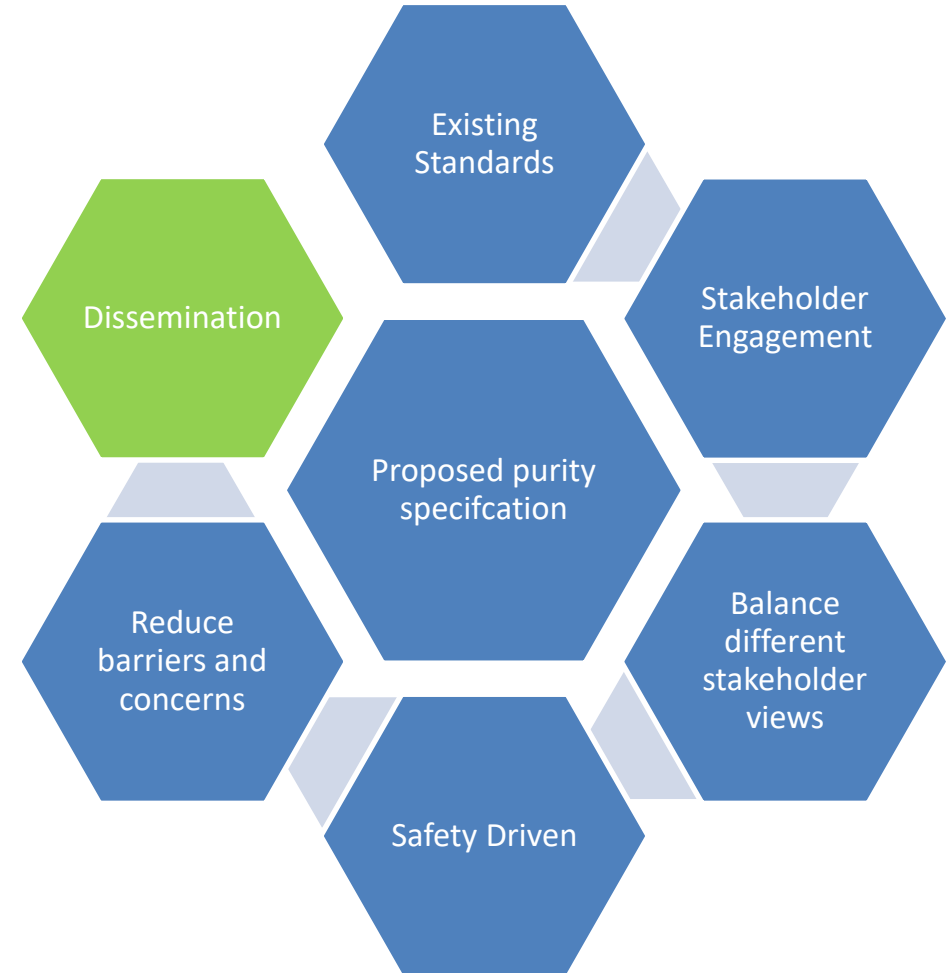 Existing
Standards
Stakeholder
Engagement
Dissemination
Proposed purity
specifcation
Balance
different
stakeholder
views
Reduce
barriers and
concerns
Safety Driven